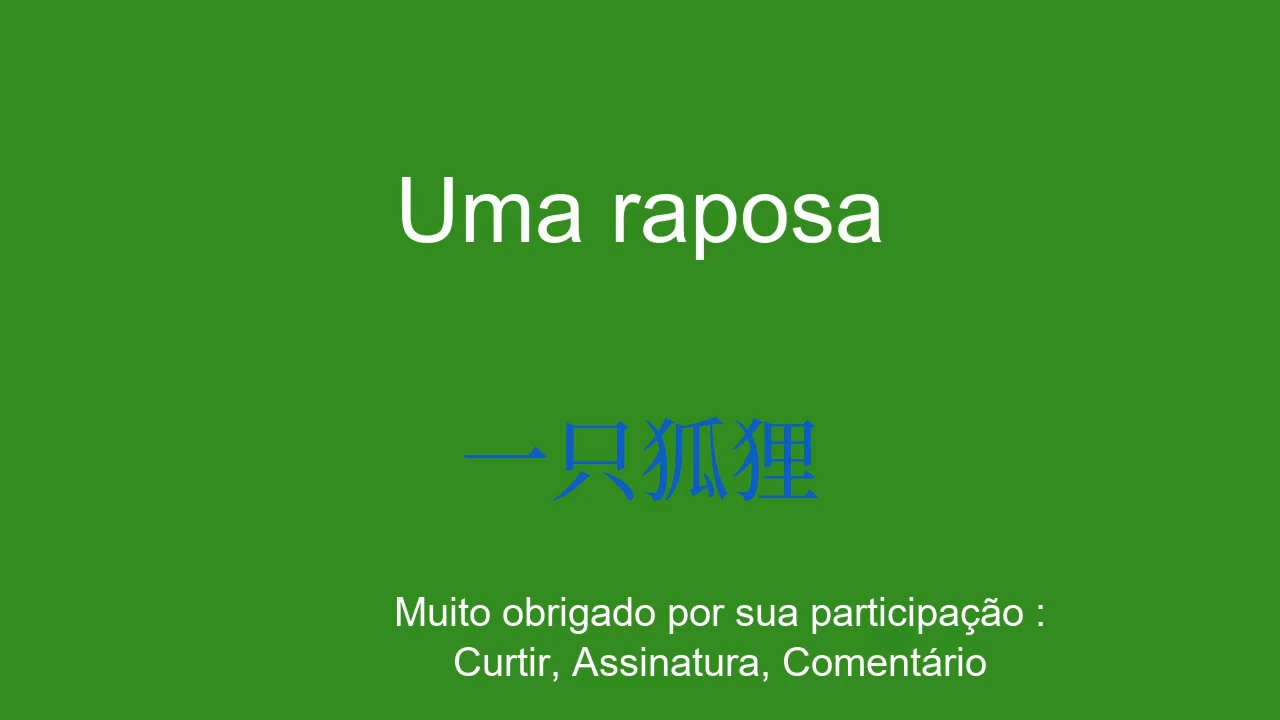 Uma raposa
一只狐狸
Muito obrigado por sua participação :
Curtir, Assinatura, Comentário